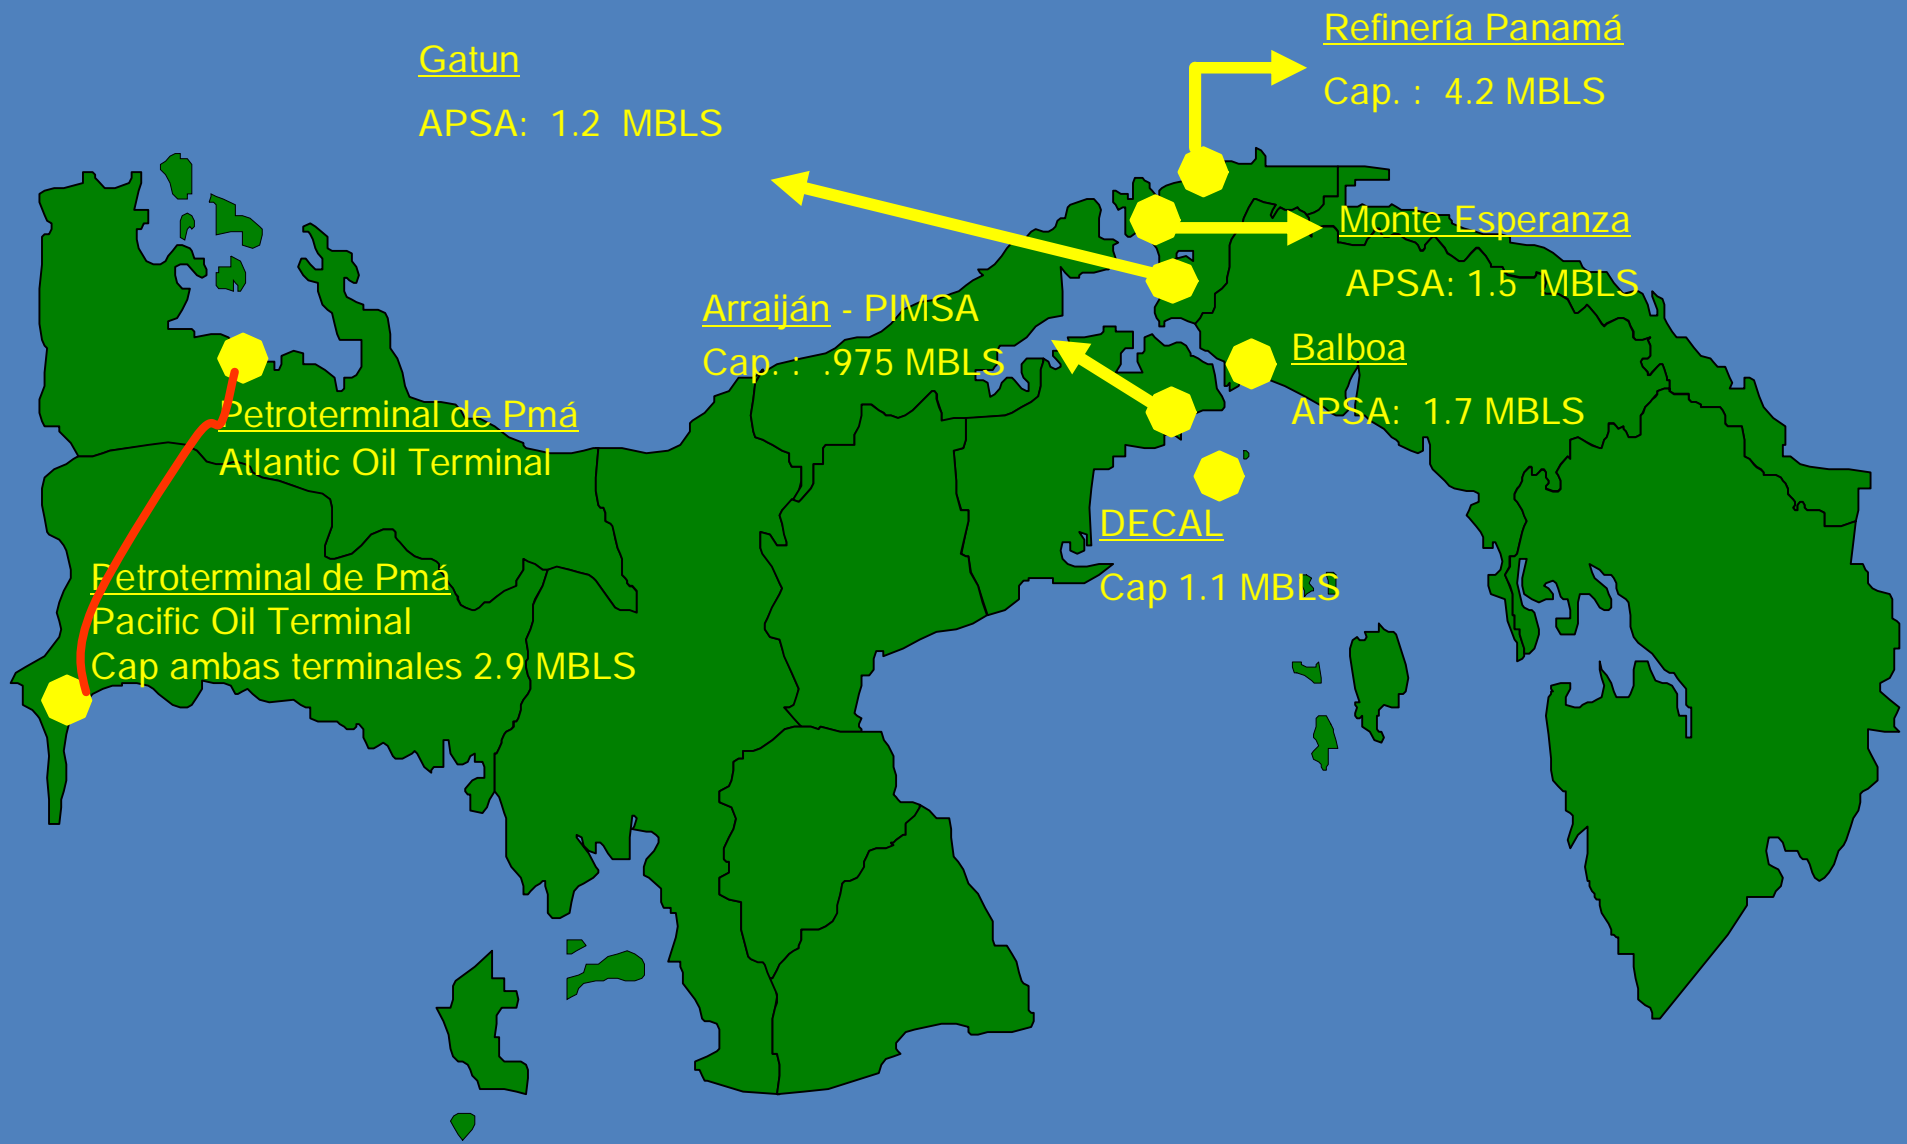 Gatun
APSA: 1.2 MBLS
Refinería Panamá
Cap. : 4.2 MBLS
Monte Esperanza
APSA: 1.5 MBLS
Arraiján - PIMSA
Cap. : .975 MBLS
Balboa
APSA: 1.7 MBLS
Petroterminal de Pmá
Atlantic Oil Terminal
DECAL
Cap 1.1 MBLS
Petroterminal de Pmá
Pacific Oil Terminal
Cap ambas terminales 2.9 MBLS